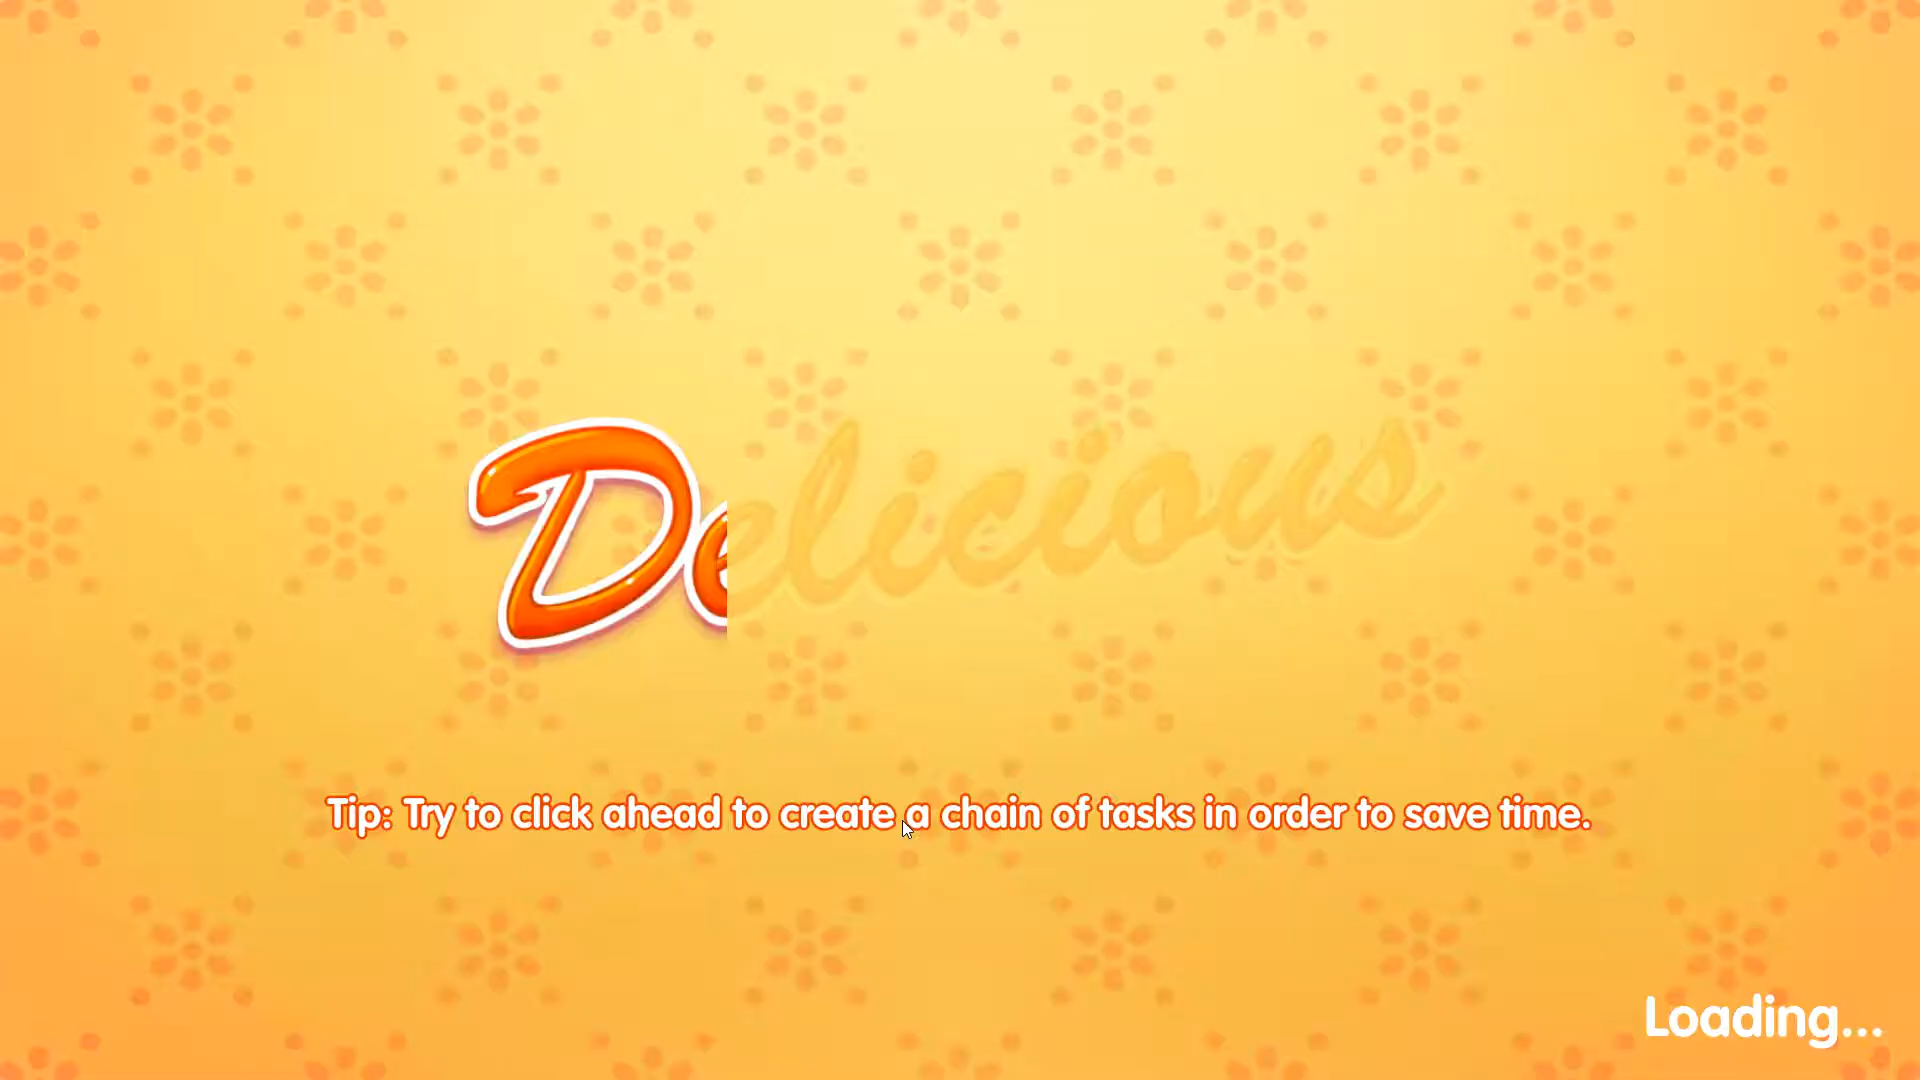 Delicious
Tip: Try to click ahead to create a chain of tasks in order to save time.
Loading...